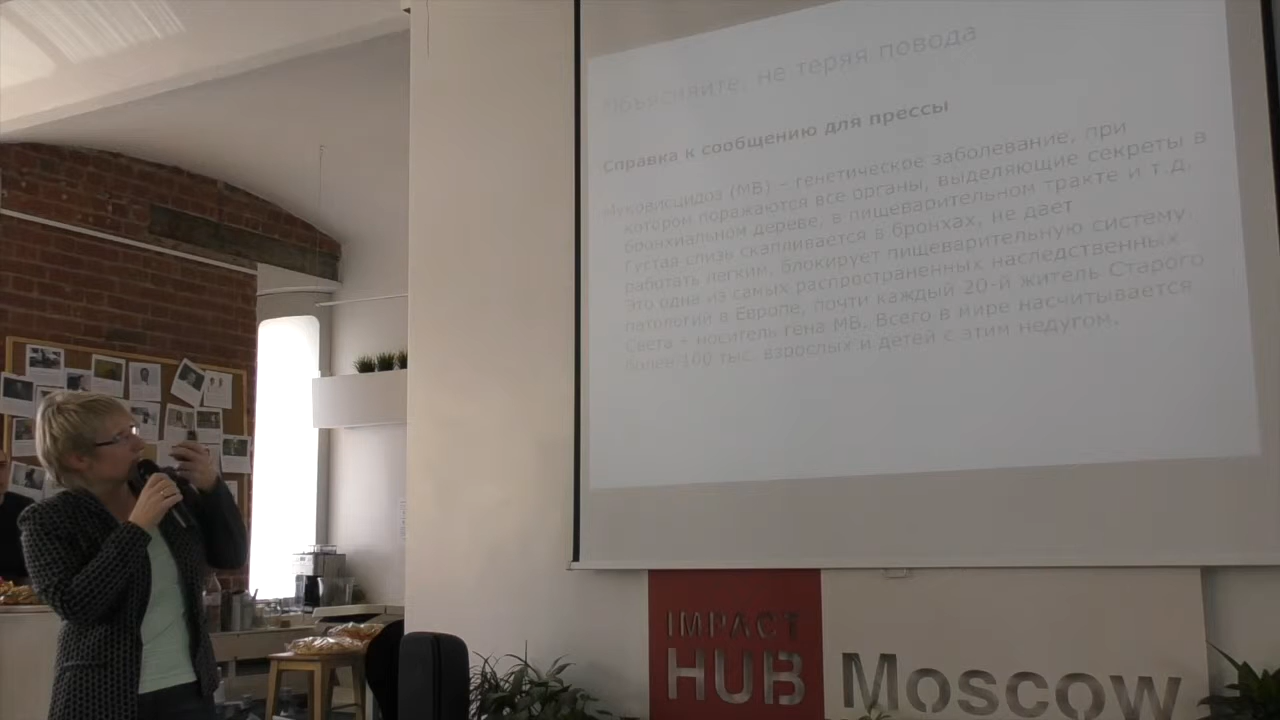 Объясняйте, не теряя повода
Справка к сообщению для прессы
Муковисцидоз (МВ) – генетическое заболевание, при
котором поражаются все органы, выделяющие секреты в
бронхиальном дереве, в пищеварительном тракте и т.д.
Густая слизь скапливается в бронхах, не дает
работать легким, блокирует пищеварительную систему.
Это одна из самых распространенных наследственных
патологий в Европе, почти каждый 20-й житель Старого
Света – носитель гена МВ. Всего в мире насчитывается
более 100 тыс. взрослых и детей с этим недугом.
IMPACT
HUB
Moscow